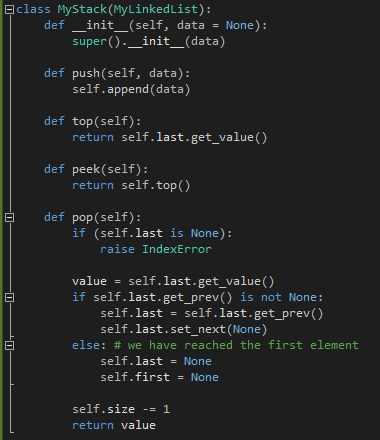 class MyStack(MyLinkedList):
    def __init__(self, data = None):
        super().__init__(data)

    def push(self, data):
        self.append(data)

    def top(self):
        return self.last.get_value()

    def peek(self):
        return self.top()

    def pop(self):
        if (self.last is None):
            raise IndexError

        value = self.last.get_value()
        if self.last.get_prev() is not None:
            self.last = self.last.get_prev()
            self.last.set_next(None)
        else: # we have reached the first element
            self.last = None
            self.first = None

        self.size -= 1
        return value